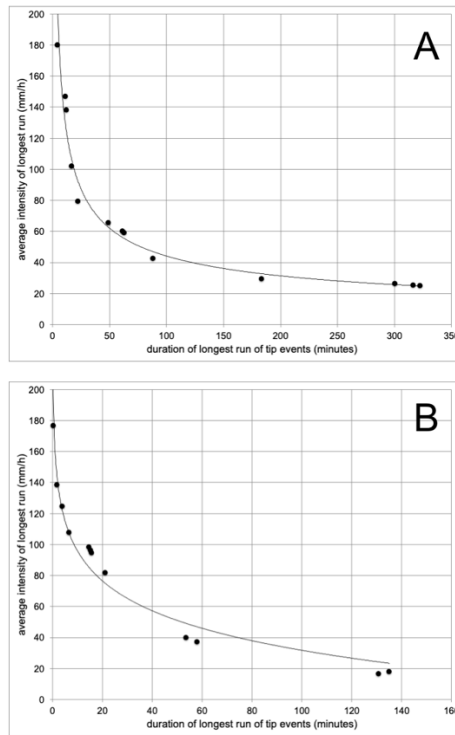 A
200
180
160
140
120
100
80
60
40
20
0
average intensity of longest run (mm/h)
0 50 100 150 200 250 300 350
duration of longest run of tip events (minutes)
B
200
180
160
140
120
100
80
60
40
20
0
average intensity of longest run (mm/h)
0 20 40 60 80 100 120 140 160
duration of longest run of tip events (minutes)